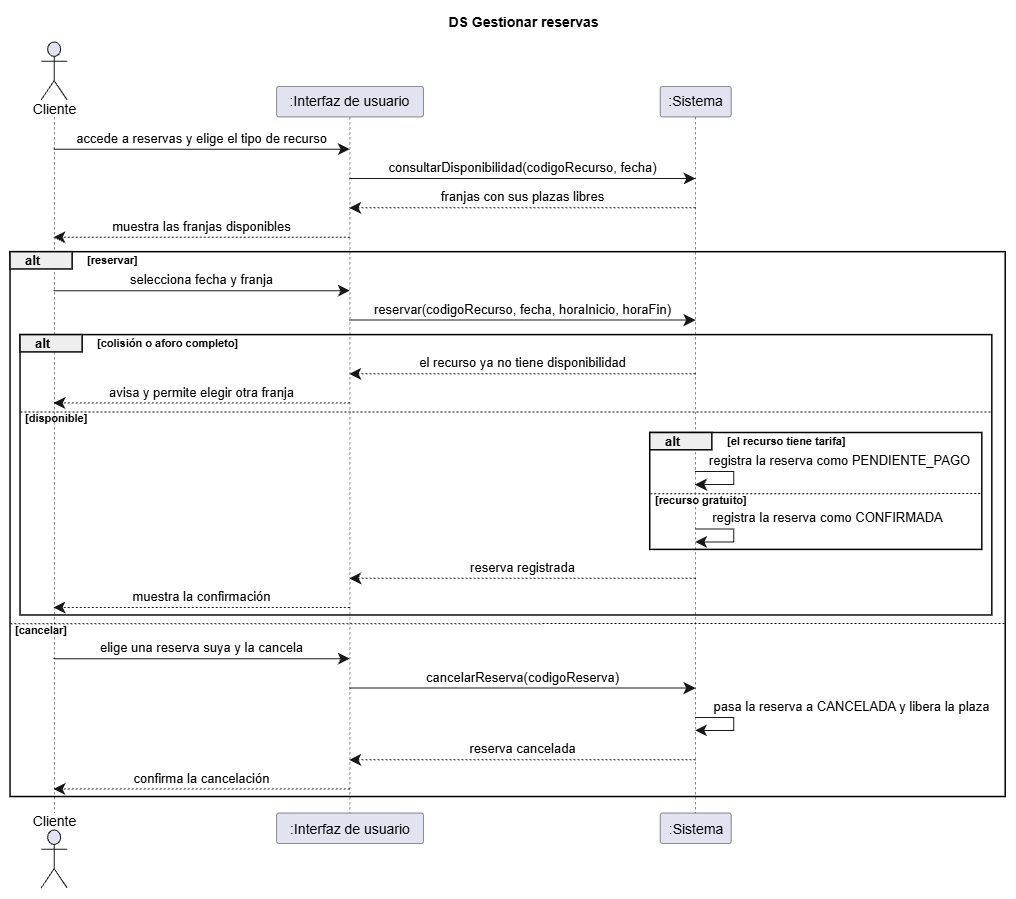 DS Gestionar reservas
Cliente
:Interfaz de usuario
:Sistema
accede a reservas y elige el tipo de recurso
consultarDisponibilidad(codigoRecurso, fecha)
franjas con sus plazas libres
muestra las franjas disponibles
alt [reservar]
selecciona fecha y franja
reservar(codigoRecurso, fecha, horaInicio, horaFin)
alt [colisión o aforo completo]
el recurso ya no tiene disponibilidad
avisa y permite elegir otra franja
[disponible]
alt [el recurso tiene tarifa]
registra la reserva como PENDIENTE_PAGO
[recurso gratuito]
registra la reserva como CONFIRMADA
reserva registrada
muestra la confirmación
[cancelar]
elige una reserva suya y la cancela
cancelarReserva(codigoReserva)
pasa la reserva a CANCELADA y libera la plaza
reserva cancelada
confirma la cancelación
Cliente
:Interfaz de usuario
:Sistema